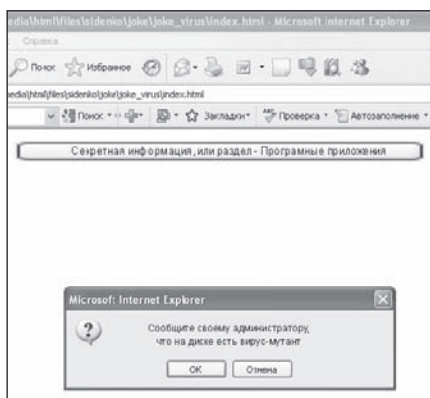 edia\html\files\sidenko\joke\joke_virus\index.html - Microsoft Internet Explorer
Справка
Поиск Избранное
edia\html\files\sidenko\joke\joke_virus\index.html
Поиск Закладки Проверка Автозаполнение
Секретная информация, или раздел - Програмные приложения
Microsoft Internet Explorer
Сообщите своему администратору,
что на диске есть вирус-мутант
OK Отмена